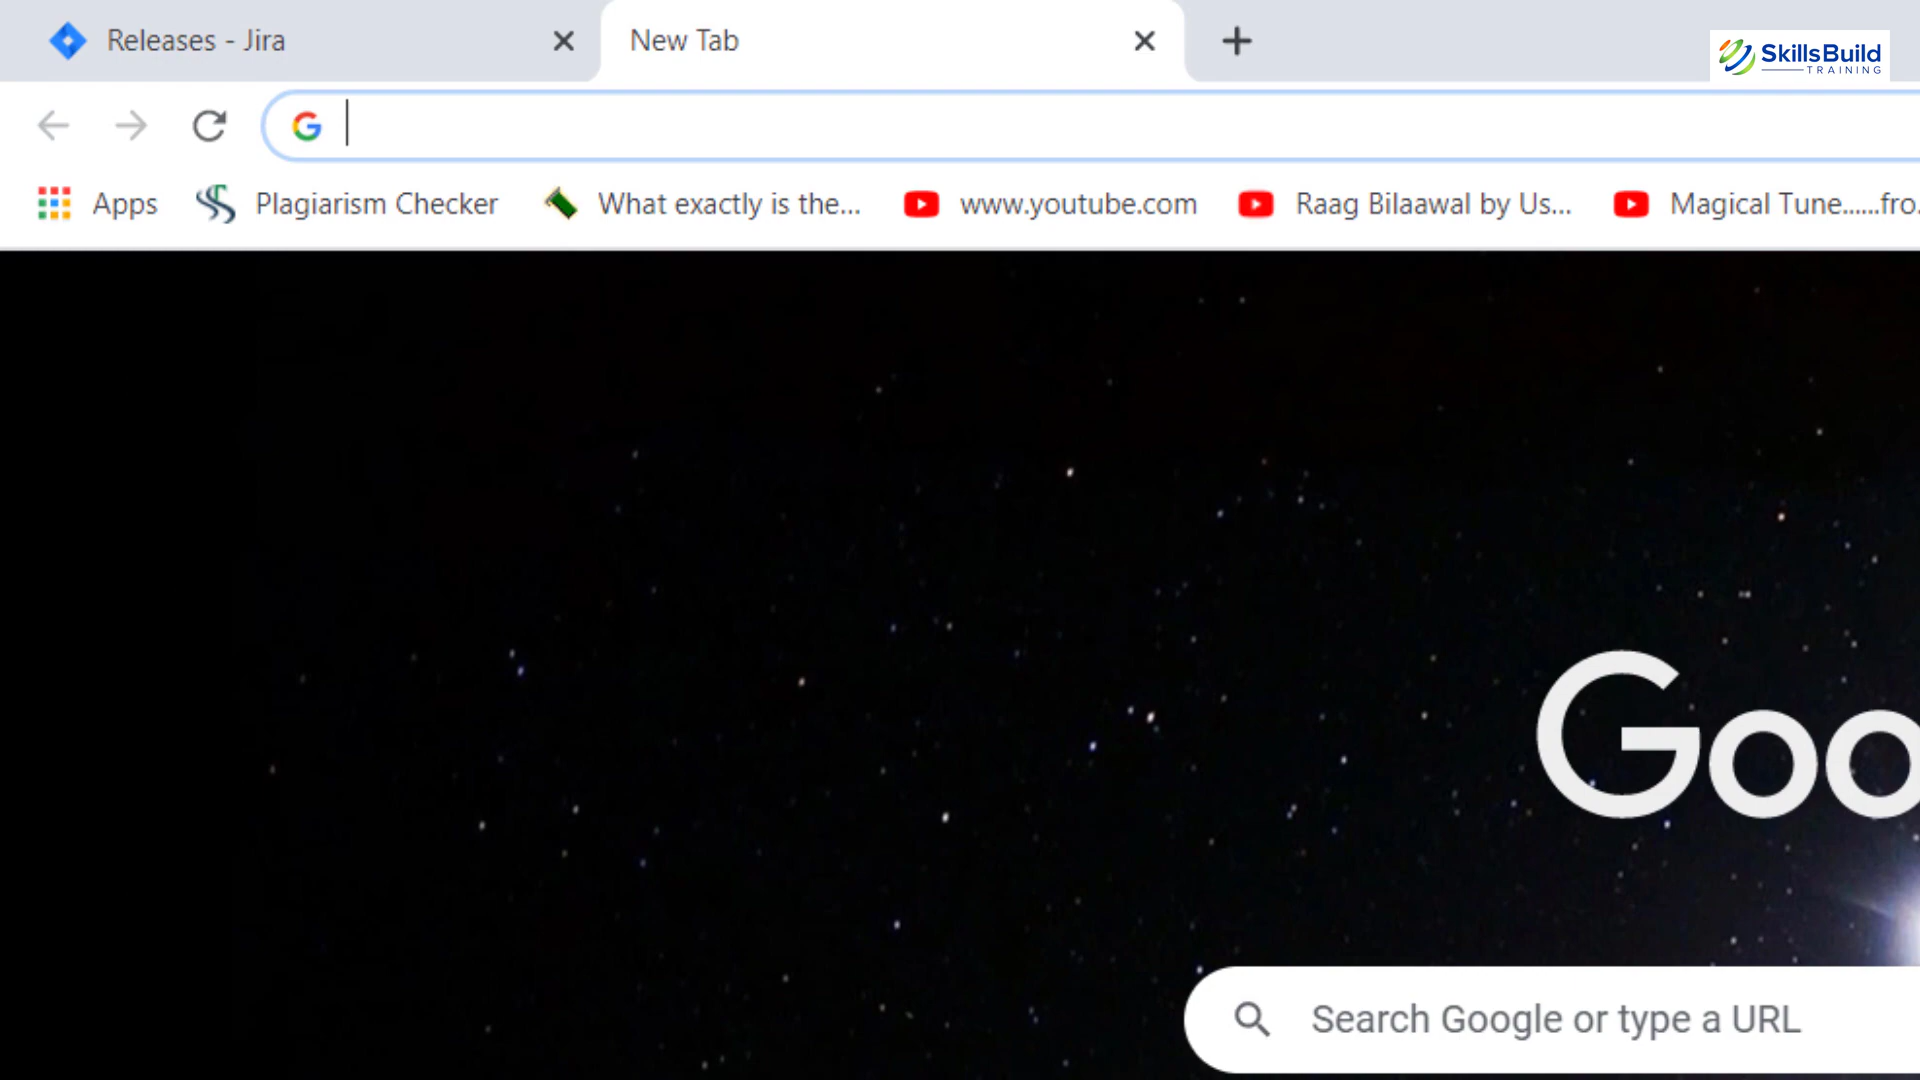 Releases - Jira
New Tab
SkillsBuild
TRAINING
Apps
Plagiarism Checker
What exactly is the...
www.youtube.com
Raag Bilaawal by Us...
Magical Tune......fro.
Goo
Search Google or type a URL